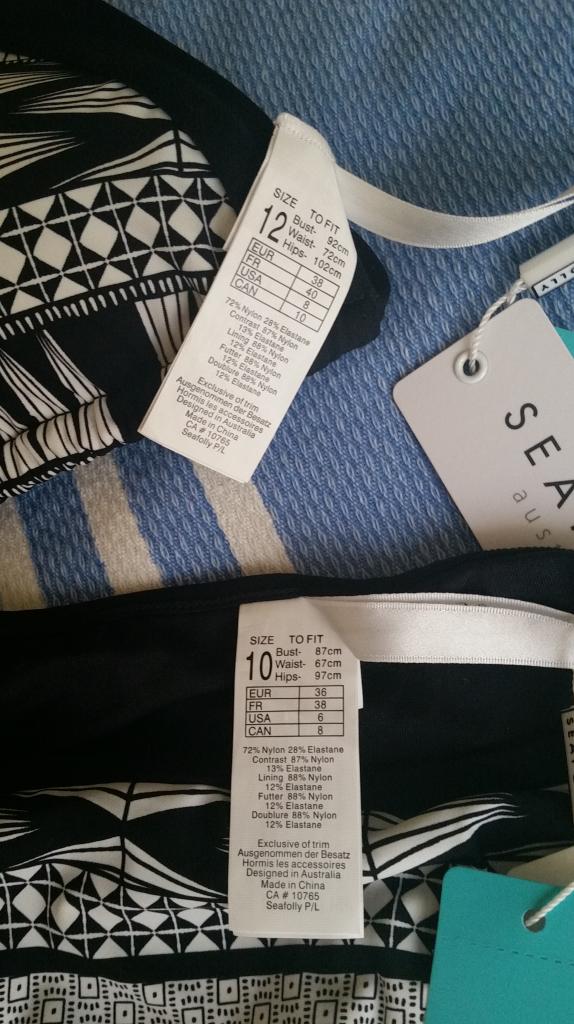 SIZE TO FIT
12 Bust- 92cm
Waist- 72cm
Hips- 102cm
EUR 38
FR 40
USA 8
CAN 10
72% Nylon 28% Elastane
Contrast 87% Nylon
13% Elastane
Lining 88% Nylon
12% Elastane
Futter 88% Nylon
12% Elastane
Doublure 88% Nylon
12% Elastane
Exclusive of trim
Ausgenommen der Besatz
Hormis les accessoires
Designed in Australia
Made in China
CA # 10765
Seafolly P/L
SEA
aus
SIZE TO FIT
10 Bust- 87cm
Waist- 67cm
Hips- 97cm
EUR 36
FR 38
USA 6
CAN 8
72% Nylon 28% Elastane
Contrast 87% Nylon
13% Elastane
Lining 88% Nylon
12% Elastane
Futter 88% Nylon
12% Elastane
Doublure 88% Nylon
12% Elastane
Exclusive of trim
Ausgenommen der Besatz
Hormis les accessoires
Designed in Australia
Made in China
CA # 10765
Seafolly P/L